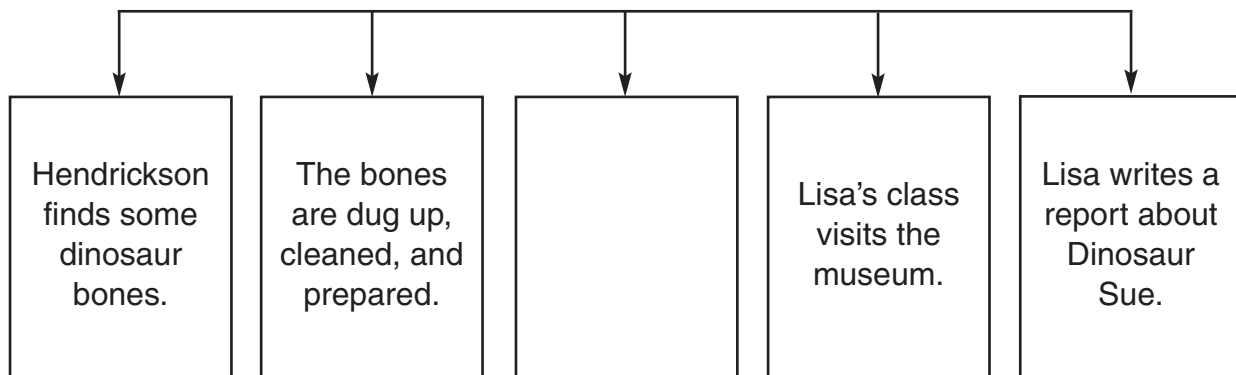 Hendrickson
finds some
dinosaur
bones.
The bones
are dug up,
cleaned, and
prepared.
Lisa’s class
visits the
museum.
Lisa writes a
report about
Dinosaur
Sue.